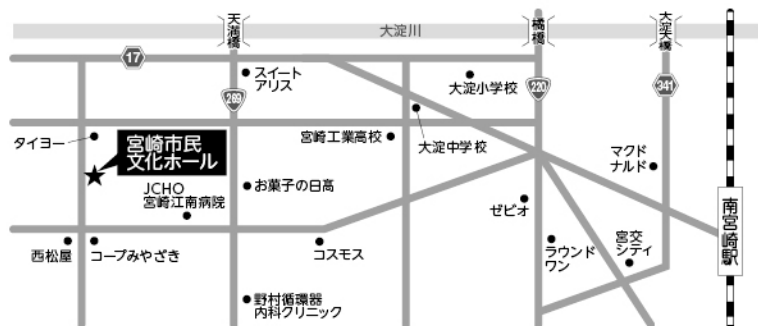 天満橋
大淀川
橘橋
大淀大橋
17
スイート
アリス
269
大淀小学校
220
341
タイヨー
宮崎市民
文化ホール
宮崎工業高校
大淀中学校
マクド
ナルド
JCHO
宮崎江南病院
お菓子の日高
ゼビオ
南宮崎駅
西松屋
コープみやざき
コスモス
ラウンド
ワン
宮交
シティ
野村循環器
内科クリニック